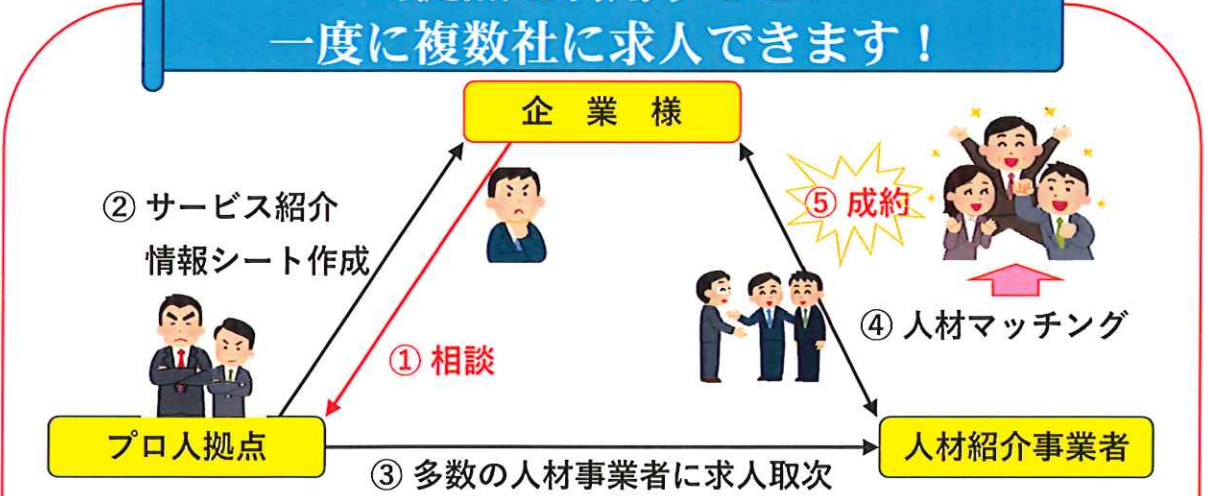 一度に複数社に求人できます！
企業様
② サービス紹介
情報シート作成
⑤ 成約
④ 人材マッチング
① 相談
プロ人拠点
人材紹介事業者
③ 多数の人材事業者に求人取次